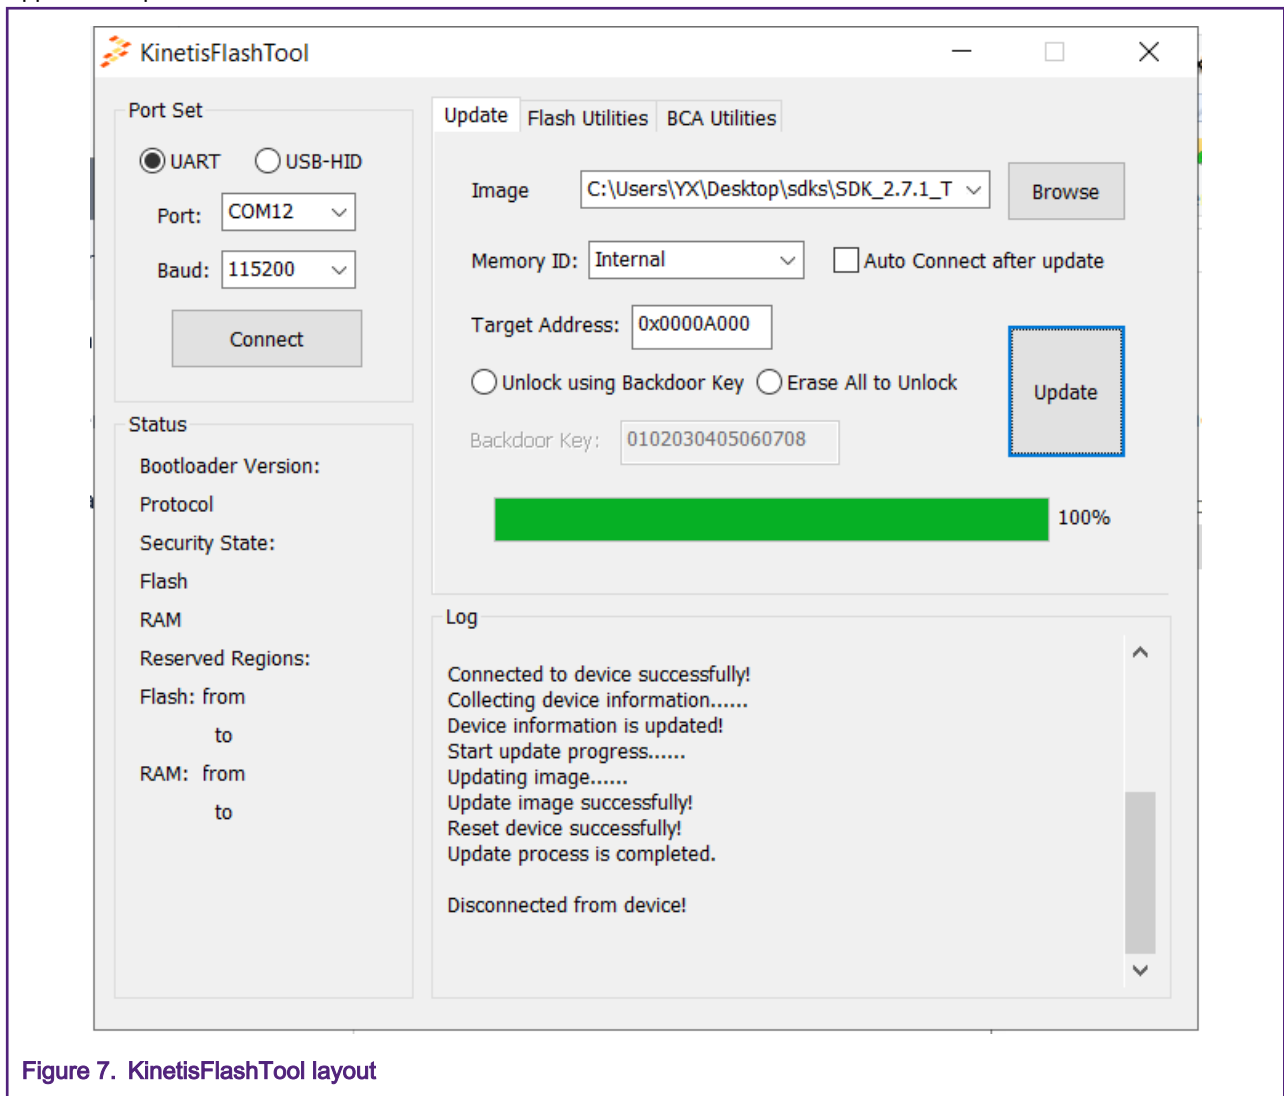 KinetisFlashTool
Port Set
UART USB-HID
Port: COM12
Baud: 115200
Connect
Status
Bootloader Version:
Protocol
Security State:
Flash
RAM
Reserved Regions:
Flash: from
to
RAM: from
to
Update Flash Utilities BCA Utilities
Image C:\Users\YX\Desktop\sdks\SDK_2.7.1_T Browse
Memory ID: Internal Auto Connect after update
Target Address: 0x0000A000
Unlock using Backdoor Key Erase All to Unlock
Update
Backdoor Key: 0102030405060708
100%
Log
Connected to device successfully!
Collecting device information......
Device information is updated!
Start update progress......
Updating image......
Update image successfully!
Reset device successfully!
Update process is completed.
Disconnected from device!
Figure 7. KinetisFlashTool layout